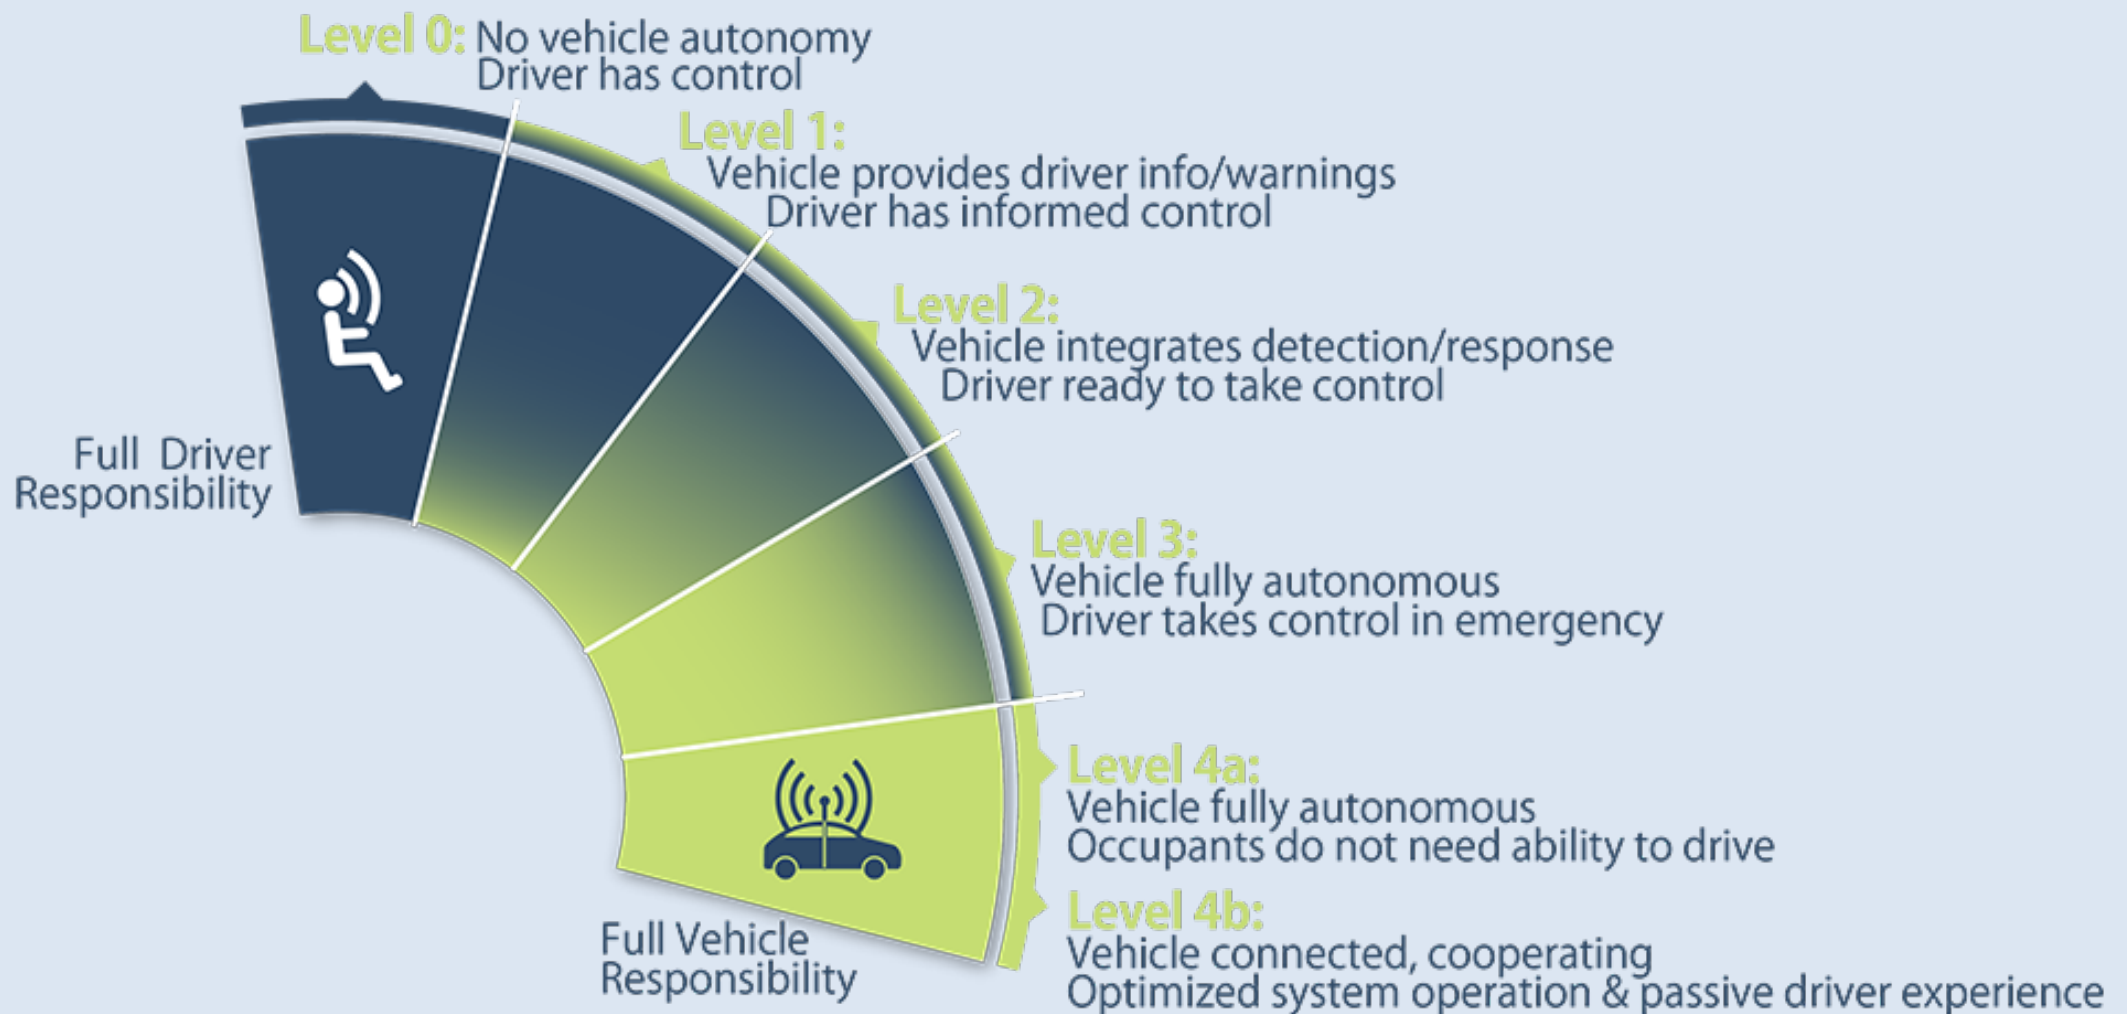 Level 0: No vehicle autonomy
Driver has control
Level 1:
Vehicle provides driver info/warnings
Driver has informed control
Level 2:
Vehicle integrates detection/response
Driver ready to take control
Full Driver
Responsibility
Level 3:
Vehicle fully autonomous
Driver takes control in emergency
Level 4a:
Vehicle fully autonomous
Occupants do not need ability to drive
Level 4b:
Vehicle connected, cooperating
Optimized system operation & passive driver experience
Full Vehicle
Responsibility